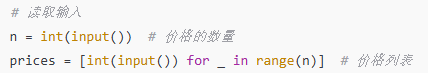 # 读取输入
n = int(input())  # 价格的数量
prices = [int(input()) for _ in range(n)]  # 价格列表